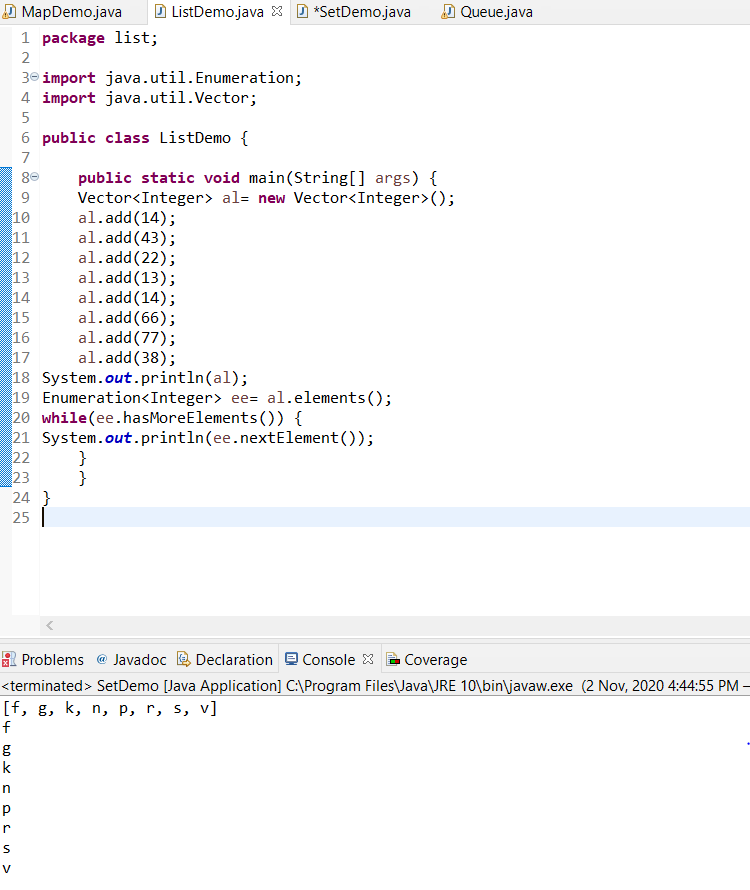 MapDemo.java ListDemo.java *SetDemo.java Queue.java
1 package list;
2
3 import java.util.Enumeration;
4 import java.util.Vector;
5
6 public class ListDemo {
7
8 public static void main(String[] args) {
9 Vector<Integer> al= new Vector<Integer>();
10 al.add(14);
11 al.add(43);
12 al.add(22);
13 al.add(13);
14 al.add(14);
15 al.add(66);
16 al.add(77);
17 al.add(38);
18 System.out.println(al);
19 Enumeration<Integer> ee= al.elements();
20 while(ee.hasMoreElements()) {
21 System.out.println(ee.nextElement());
22 }
23 }
24 }
25
Problems @ Javadoc Declaration Console Coverage
<terminated> SetDemo [Java Application] C:\Program Files\Java\JRE 10\bin\javaw.exe (2 Nov, 2020 4:44:55 PM –
[f, g, k, n, p, r, s, v]
f
g
k
n
p
r
s
v